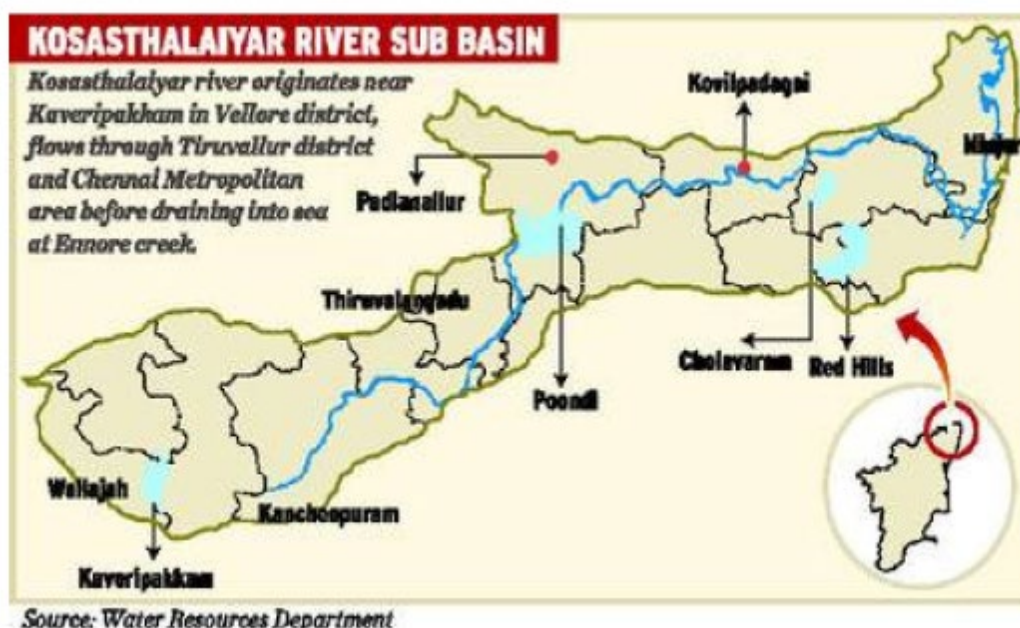 KOSASTHALAIYAR RIVER SUB BASIN
Kosasthalaiyar river originates near
Kaveripakham in Vellore district,
flows through Tiruvallur district
and Chennai Metropolitan
area before draining into sea
at Ennore creek.
Kovilpadagai
Padianallur
Thiruvalangadu
Cholavaram
Red Hills
Poondi
Wallajah
Kancheepuram
Kaveripakkam
Source: Water Resources Department